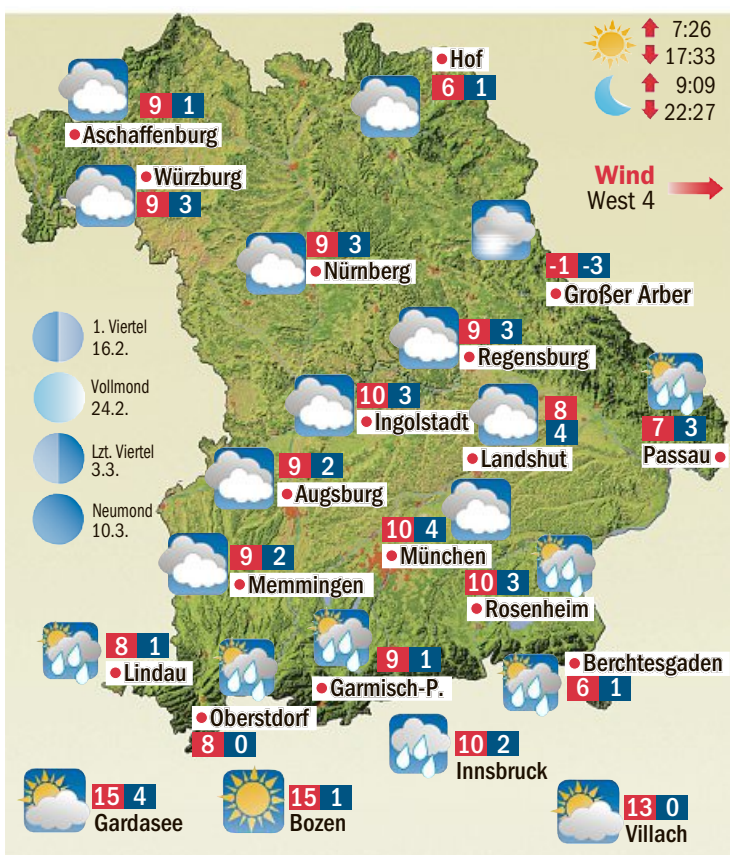 7:26
17:33
9:09
22:27
Wind
West 4
Hof
6 1
9 1
Aschaffenburg
Würzburg
9 3
9 3
Nürnberg
-1 -3
Großer Arber
1. Viertel
16.2.
Vollmond
24.2.
Lzt. Viertel
3.3.
Neumond
10.3.
9 3
Regensburg
10 3
Ingolstadt
8
4
Landshut
7 3
Passau
9 2
Augsburg
10 4
München
9 2
Memmingen
10 3
Rosenheim
8 1
Lindau
9 1
Garmisch-P.
Berchtesgaden
6 1
Oberstdorf
8 0
10 2
Innsbruck
15 4
Gardasee
15 1
Bozen
13 0
Villach